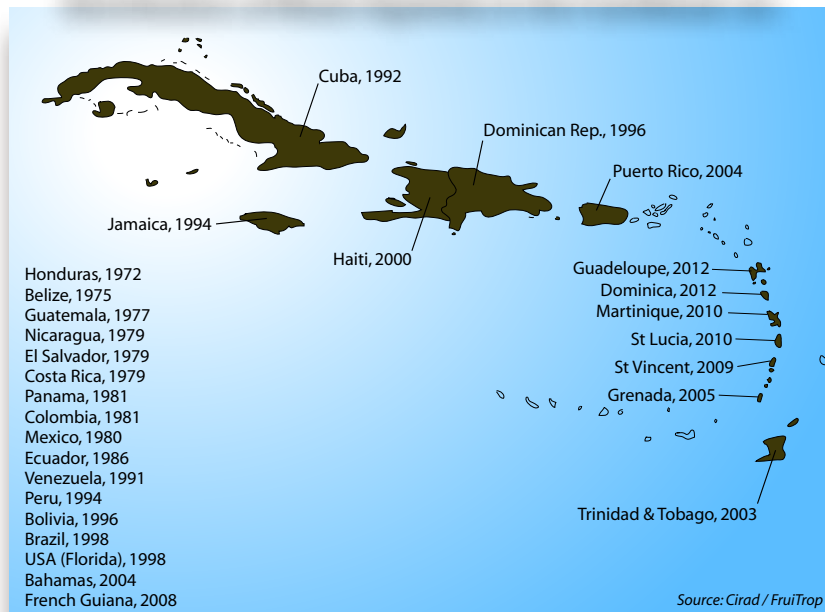 Cuba, 1992
Dominican Rep., 1996
Puerto Rico, 2004
Jamaica, 1994
Haiti, 2000
Guadeloupe, 2012
Dominica, 2012
Martinique, 2010
St Lucia, 2010
St Vincent, 2009
Grenada, 2005
Trinidad & Tobago, 2003
Honduras, 1972
Belize, 1975
Guatemala, 1977
Nicaragua, 1979
El Salvador, 1979
Costa Rica, 1979
Panama, 1981
Colombia, 1981
Mexico, 1980
Ecuador, 1986
Venezuela, 1991
Peru, 1994
Bolivia, 1996
Brazil, 1998
USA (Florida), 1998
Bahamas, 2004
French Guiana, 2008
Source: Cirad / FruiTrop